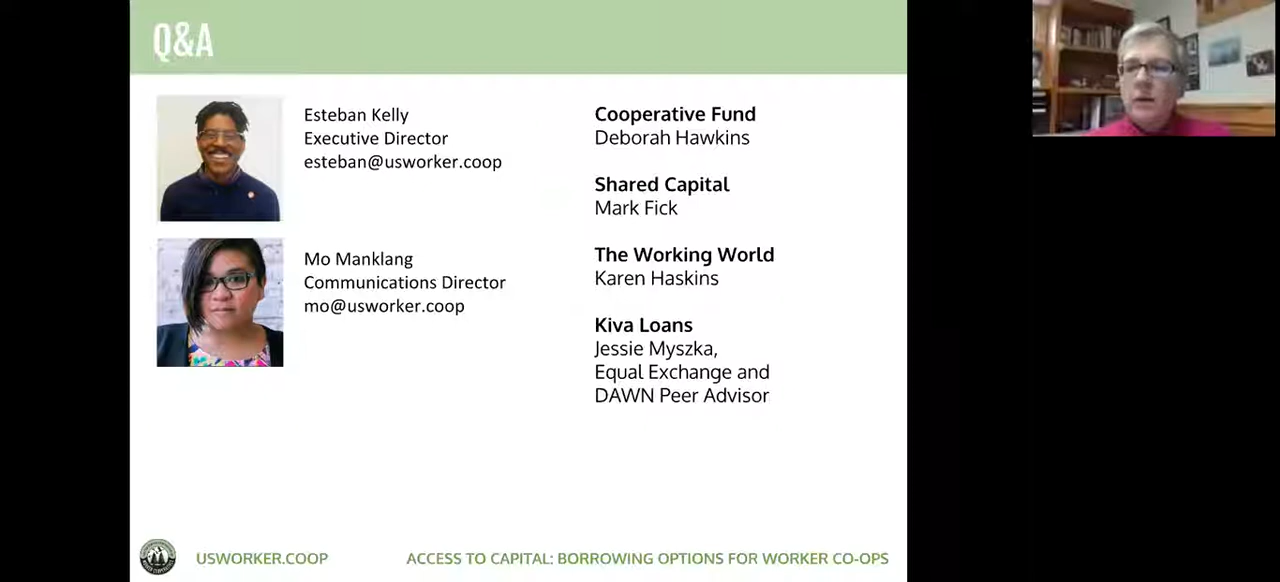 Q&A
Esteban Kelly
Executive Director
esteban@usworker.coop
Mo Manklang
Communications Director
mo@usworker.coop
Cooperative Fund
Deborah Hawkins
Shared Capital
Mark Fick
The Working World
Karen Haskins
Kiva Loans
Jessie Myszka,
Equal Exchange and
DAWN Peer Advisor
USWORKER.COOP
ACCESS TO CAPITAL: BORROWING OPTIONS FOR WORKER CO-OPS